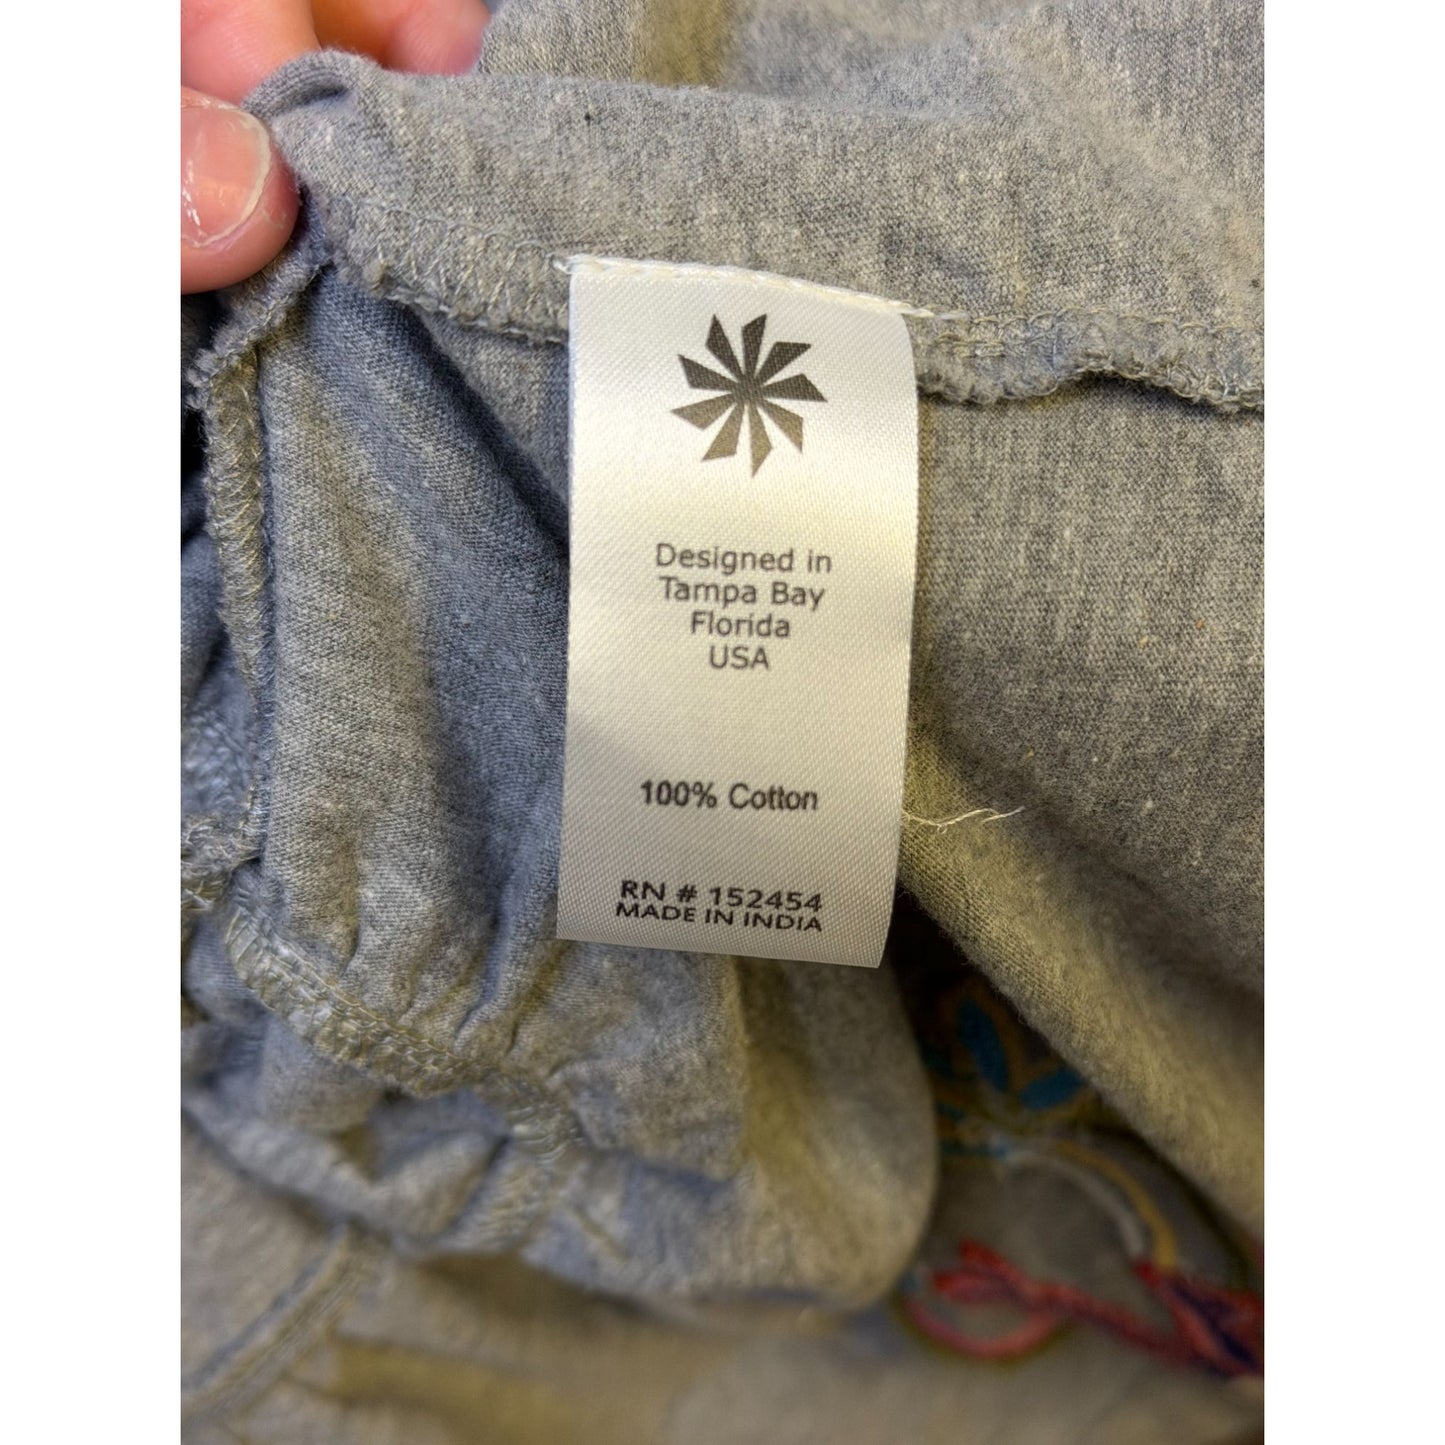 Designed in
Tampa Bay
Florida
USA
100% Cotton
RN # 152454
MADE IN INDIA